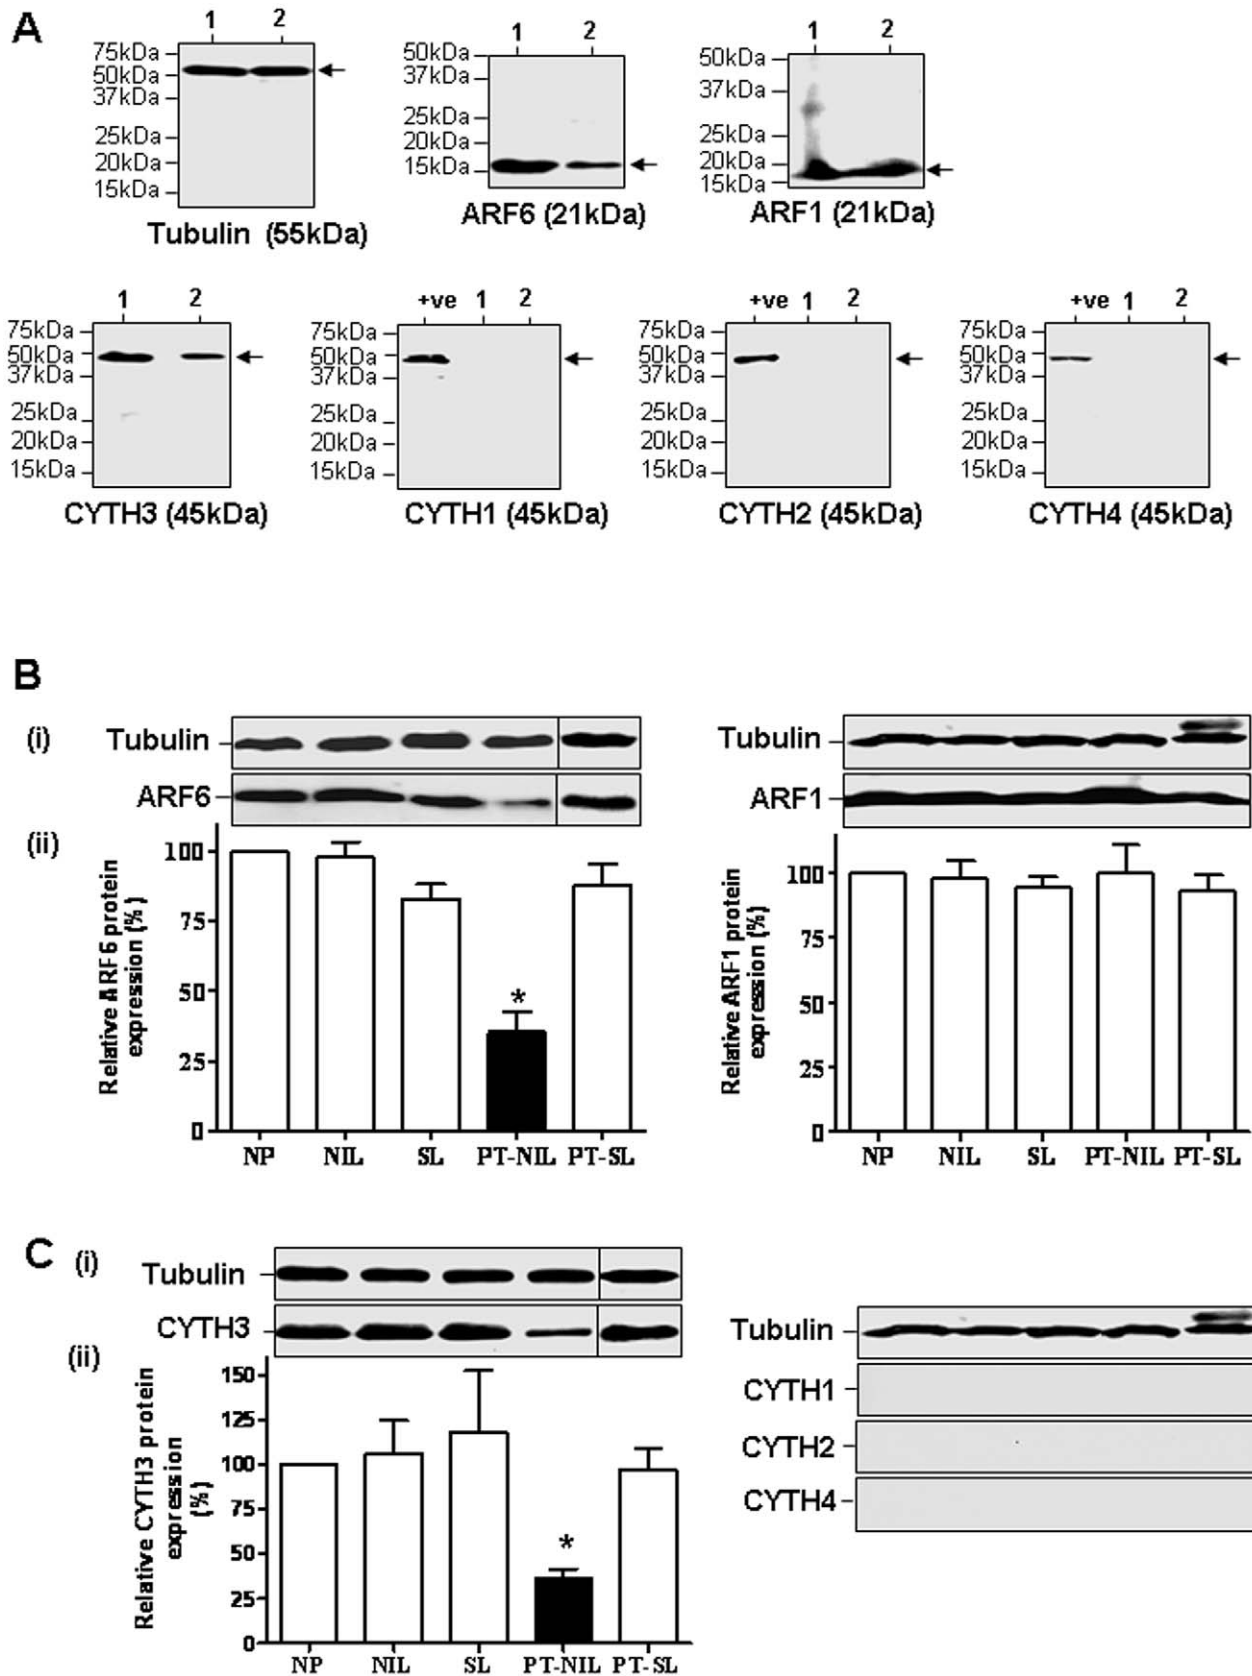 A
1 2
75kDa
50kDa
37kDa
25kDa
20kDa
15kDa
Tubulin (55kDa)
1 2
50kDa
37kDa
25kDa
20kDa
15kDa
ARF6 (21kDa)
1 2
50kDa
37kDa
25kDa
20kDa
15kDa
ARF1 (21kDa)
1 2
75kDa
50kDa
37kDa
25kDa
20kDa
15kDa
CYTH3 (45kDa)
+ve 1 2
75kDa
50kDa
37kDa
25kDa
20kDa
15kDa
CYTH1 (45kDa)
+ve 1 2
75kDa
50kDa
37kDa
25kDa
20kDa
15kDa
CYTH2 (45kDa)
+ve 1 2
75kDa
50kDa
37kDa
25kDa
20kDa
15kDa
CYTH4 (45kDa)
B
(i)
Tubulin
ARF6
(ii)
Relative ARF6 protein
expression (%)
100
75
50
25
0
*
NP NIL SL PT-NIL PT-SL
Tubulin
ARF1
Relative ARF1 protein
expression (%)
100
75
50
25
0
NP NIL SL PT-NIL PT-SL
C
(i)
Tubulin
CYTH3
(ii)
Relative CYTH3 protein
expression
(%)
150
125
100
75
50
25
0
*
NP NIL SL PT-NIL PT-SL
Tubulin
CYTH1
CYTH2
CYTH4